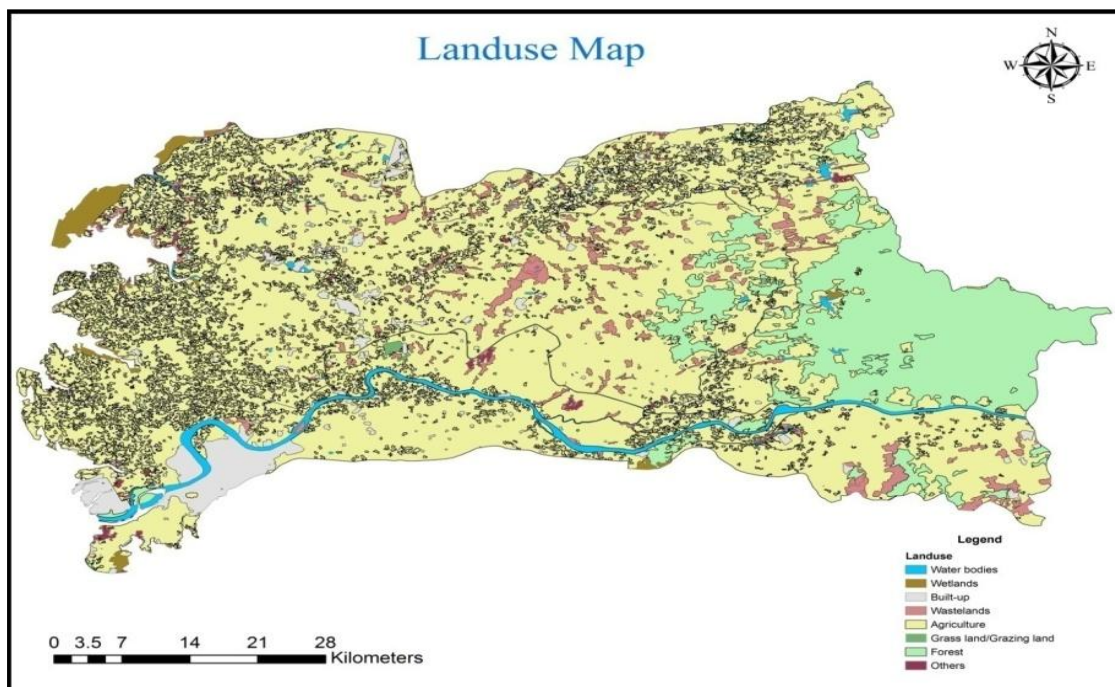 Landuse Map
N
W E
S
Legend
Landuse
Water bodies
Wetlands
Built-up
Wastelands
Agriculture
Grass land/Grazing land
Forest
Others
0 3.5 7 14 21 28
Kilometers